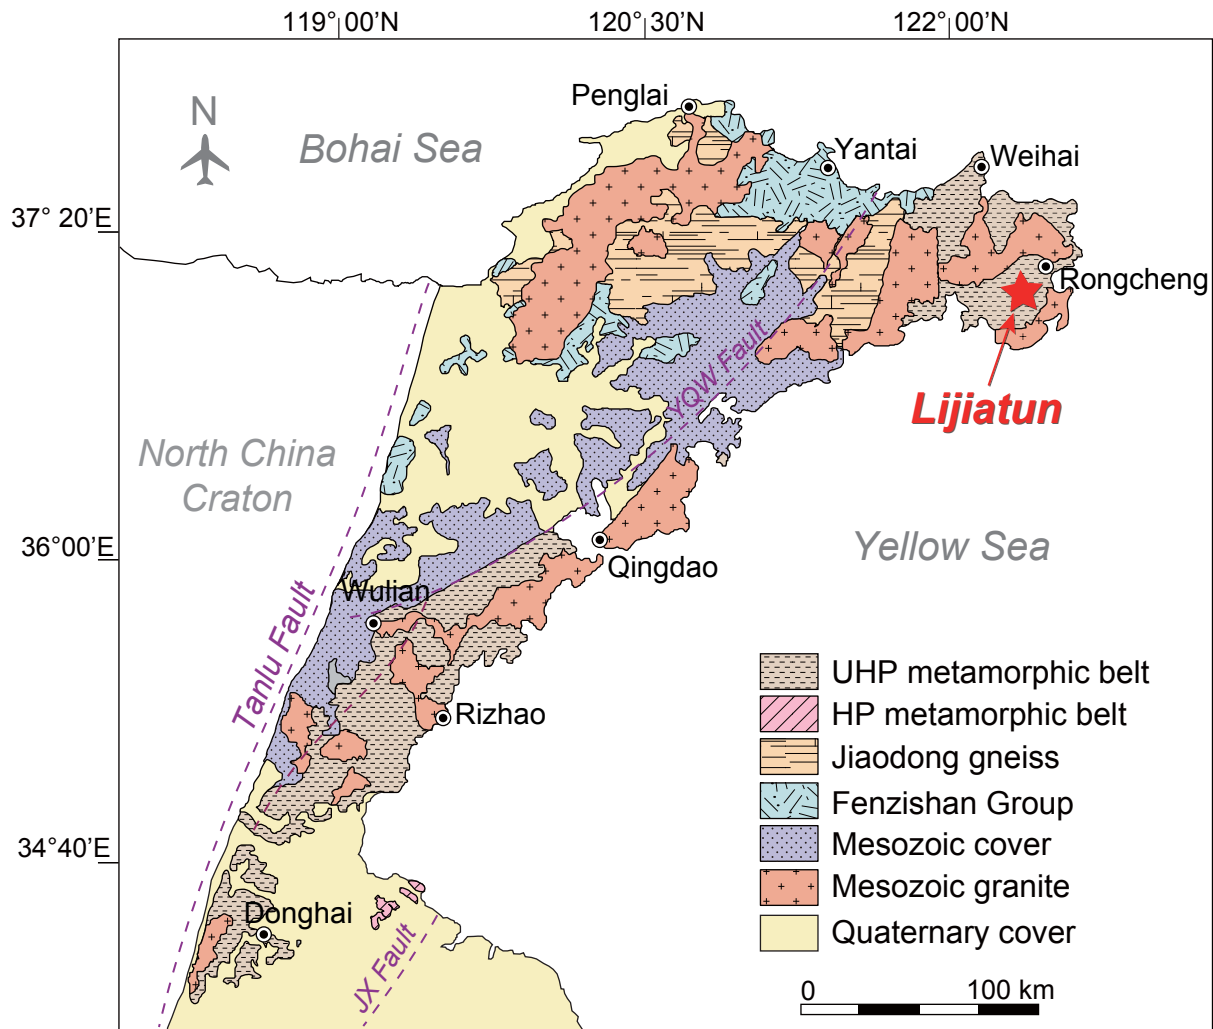 119°00’N
120°30’N
122°00’N
Penglai
N
Bohai Sea
Yantai
Weihai
37° 20’E
Rongcheng
YQW Fault
Lijiatun
North China
Craton
36°00’E
Yellow Sea
Qingdao
Wulian
Tanlu Fault
UHP metamorphic belt
Rizhao
HP metamorphic belt
Jiaodong gneiss
Fenzishan Group
34°40’E
Mesozoic cover
Mesozoic granite
Donghai
Quaternary cover
JX Fault
0
100 km